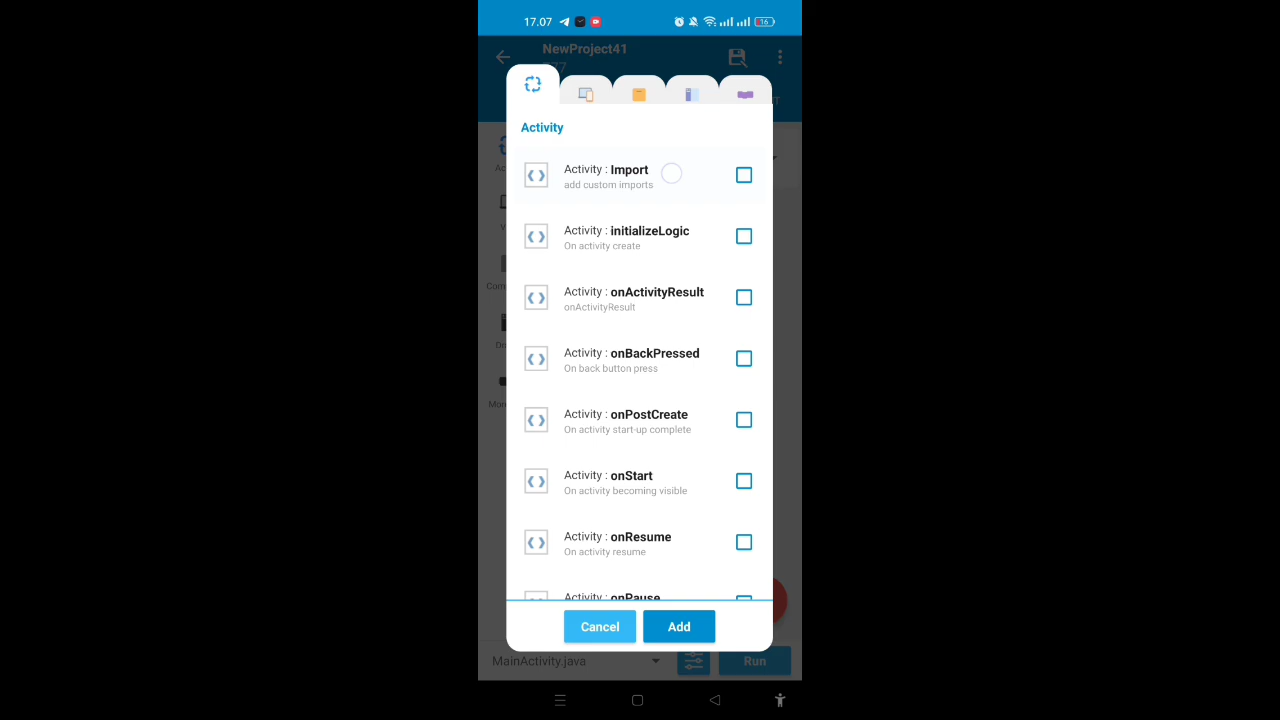 17.07
16
NewProject41
777
Activity
Activity : Import
add custom imports
Activity : initializeLogic
On activity create
Activity : onActivityResult
onActivityResult
Activity : onBackPressed
On back button press
Activity : onPostCreate
On activity start-up complete
Activity : onStart
On activity becoming visible
Activity : onResume
On activity resume
Activity : onPause
Cancel
Add
MainActivity.java
Run